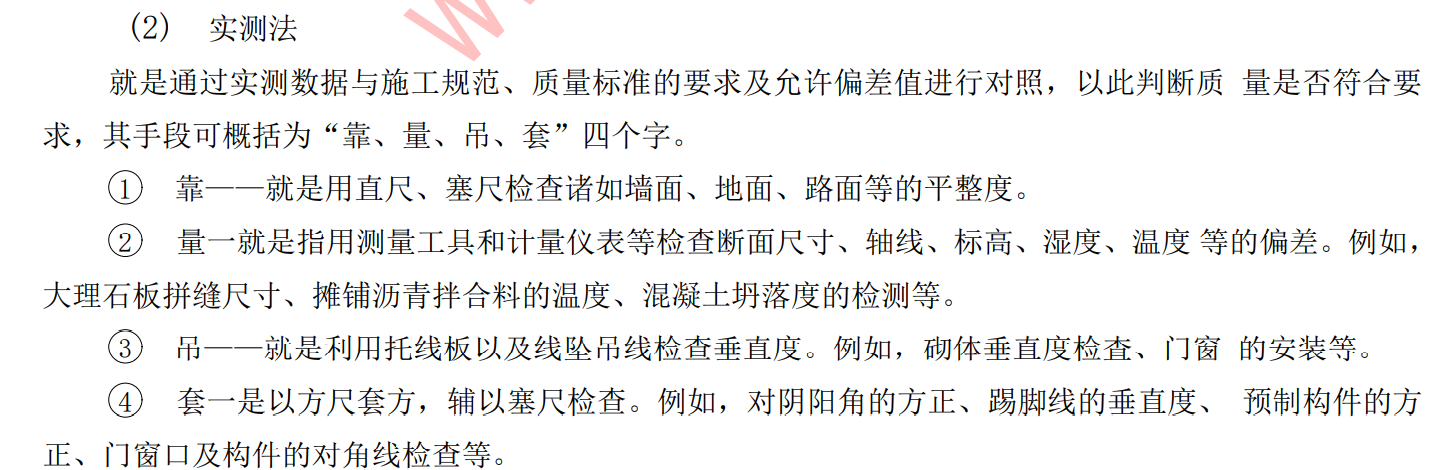 (2) 实测法
就是通过实测数据与施工规范、质量标准的要求及允许偏差值进行对照，以此判断质 量是否符合要
求，其手段可概括为“靠、量、吊、套”四个字。
① 靠——就是用直尺、塞尺检查诸如墙面、地面、路面等的平整度。
② 量一就是指用测量工具和计量仪表等检查断面尺寸、轴线、标高、湿度、温度 等的偏差。例如，
大理石板拼缝尺寸、摊铺沥青拌合料的温度、混凝土坍落度的检测等。
③ 吊——就是利用托线板以及线坠吊线检查垂直度。例如，砌体垂直度检查、门窗 的安装等。
④ 套一是以方尺套方，辅以塞尺检查。例如，对阴阳角的方正、踢脚线的垂直度、 预制构件的方
正、门窗口及构件的对角线检查等。